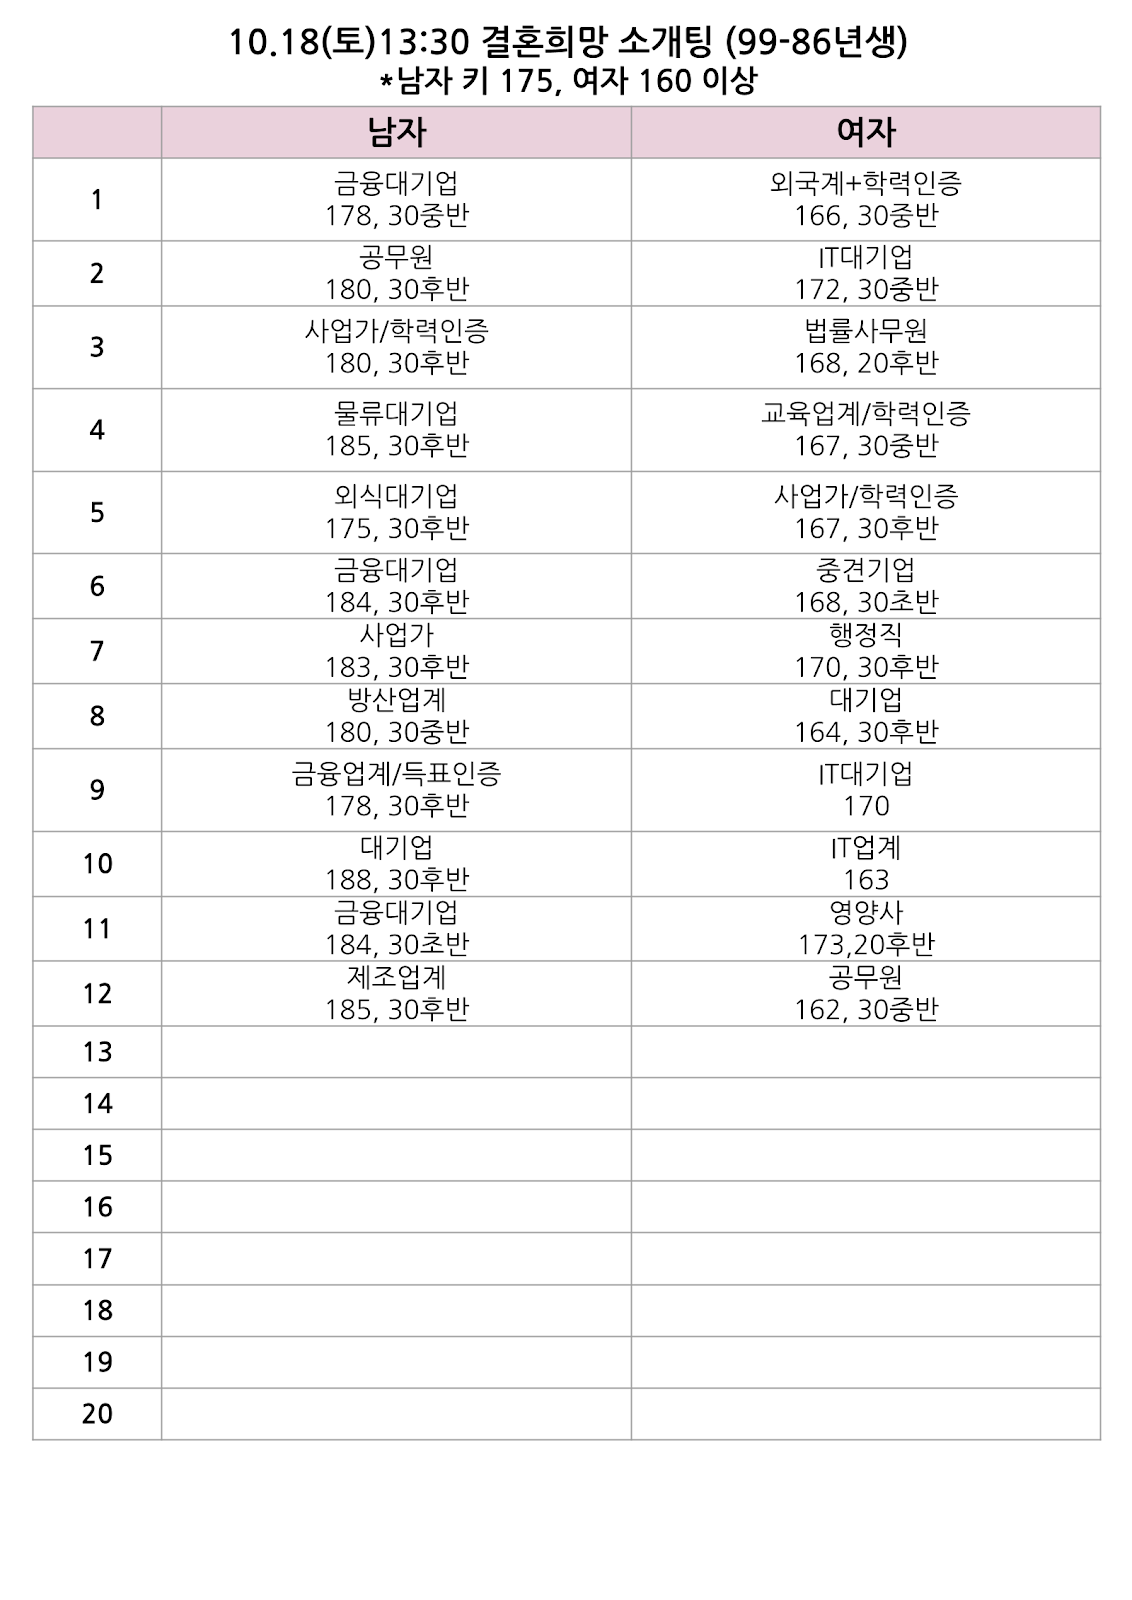 10.18(토)13:30 결혼희망 소개팅 (99-86년생)
*남자 키 175, 여자 160 이상
남자 여자
1
금융대기업
178, 30중반
외국계+학력인증
166, 30중반
2
공무원
180, 30후반
IT대기업
172, 30중반
3
사업가/학력인증
180, 30후반
법률사무원
168, 20후반
4
물류대기업
185, 30후반
교육업계/학력인증
167, 30중반
5
외식대기업
175, 30후반
사업가/학력인증
167, 30후반
6
금융대기업
184, 30후반
중견기업
168, 30초반
7
사업가
183, 30후반
행정직
170, 30후반
8
방산업계
180, 30중반
대기업
164, 30후반
9
금융업계/득표인증
178, 30후반
IT대기업
170
10
대기업
188, 30후반
IT업계
163
11
금융대기업
184, 30초반
영양사
173,20후반
12
제조업계
185, 30후반
공무원
162, 30중반
13
14
15
16
17
18
19
20